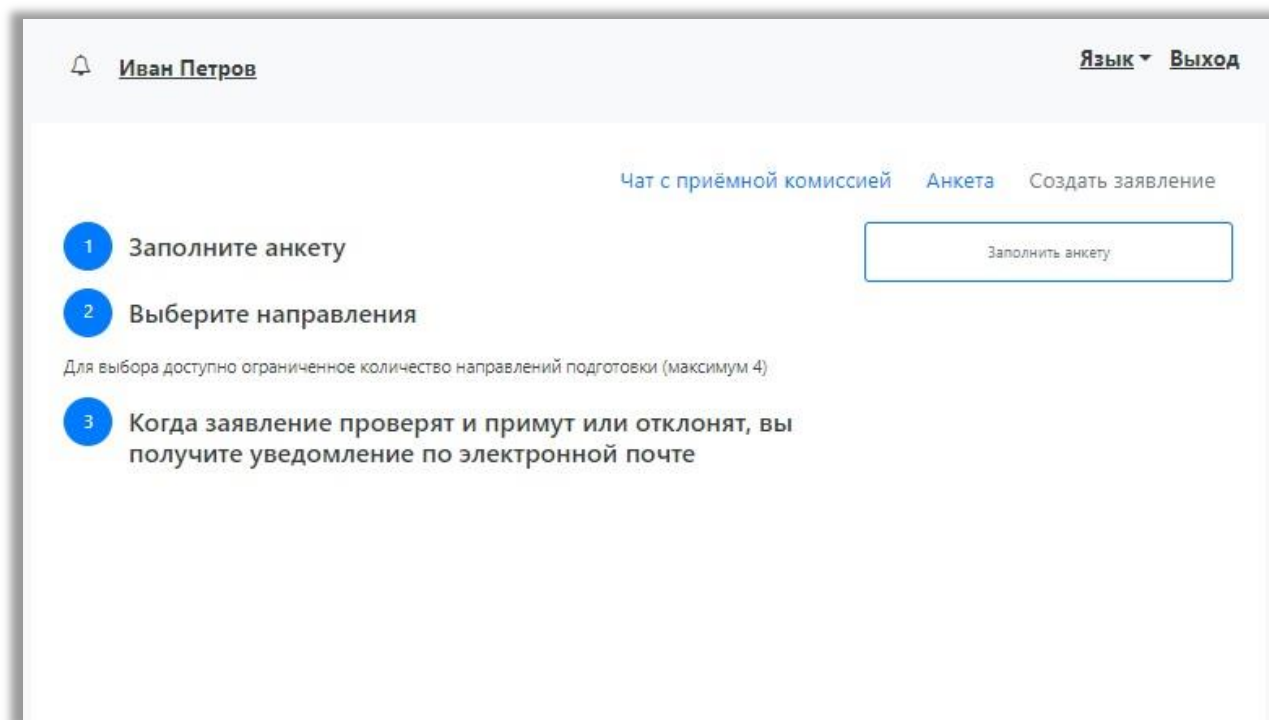 Иван Петров
Язык Выход
Чат с приёмной комиссией Анкета Создать заявление
1 Заполните анкету
Заполнить анкету
2 Выберите направления
Для выбора доступно ограниченное количество направлений подготовки (максимум 4)
3 Когда заявление проверят и примут или отклонят, вы
получите уведомление по электронной почте